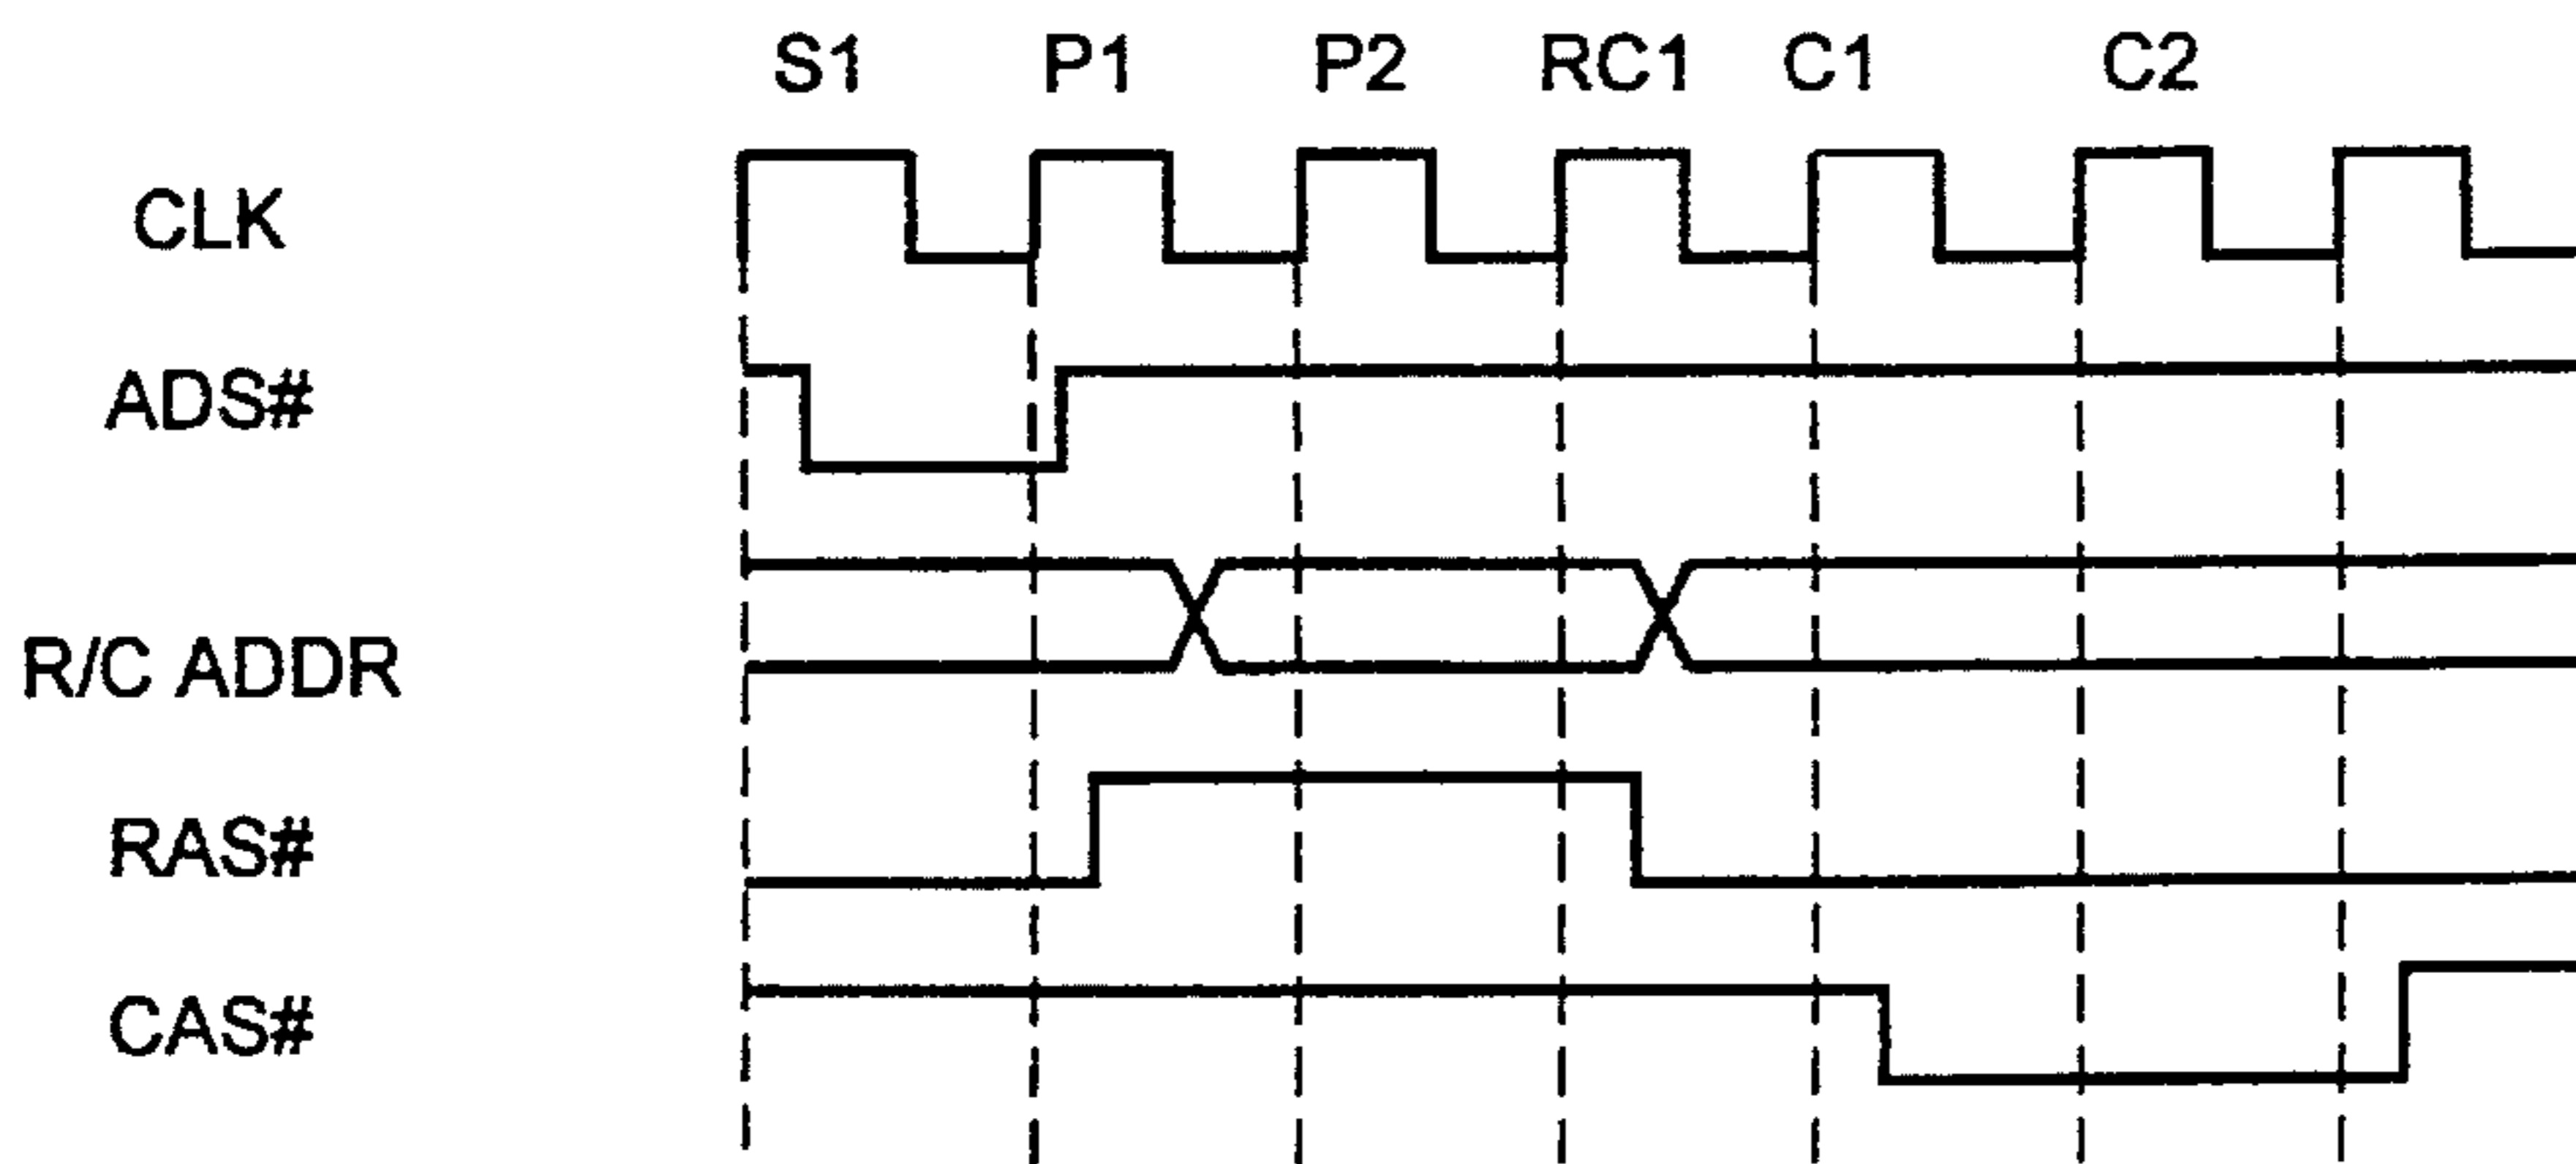 S1 P1 P2 RC1 C1 C2
CLK
ADS#
R/C ADDR
RAS#
CAS#